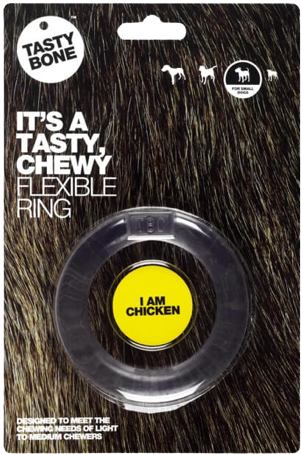 TASTY
BONE
™
FOR SMALL
DOGS
IT'S A
TASTY,
CHEWY
FLEXIBLE
RING
I AM
CHICKEN
DESIGNED TO MEET THE
CHEWING NEEDS OF LIGHT
TO MEDIUM CHEWERS